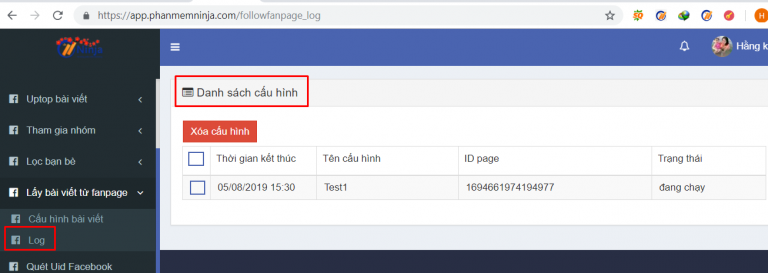 https://app.phanmemninja.com/followfanpage_log
H
Hằng k
Uptop bài viết
Tham gia nhóm
Lọc bạn bè
Lấy bài viết từ fanpage
Cấu hình bài viết
Log
Quét Uid Facebook
Danh sách cấu hình
Xóa cấu hình
Thời gian kết thúc Tên cấu hình ID page Trạng thái
05/08/2019 15:30 Test1 1694661974194977 đang chạy